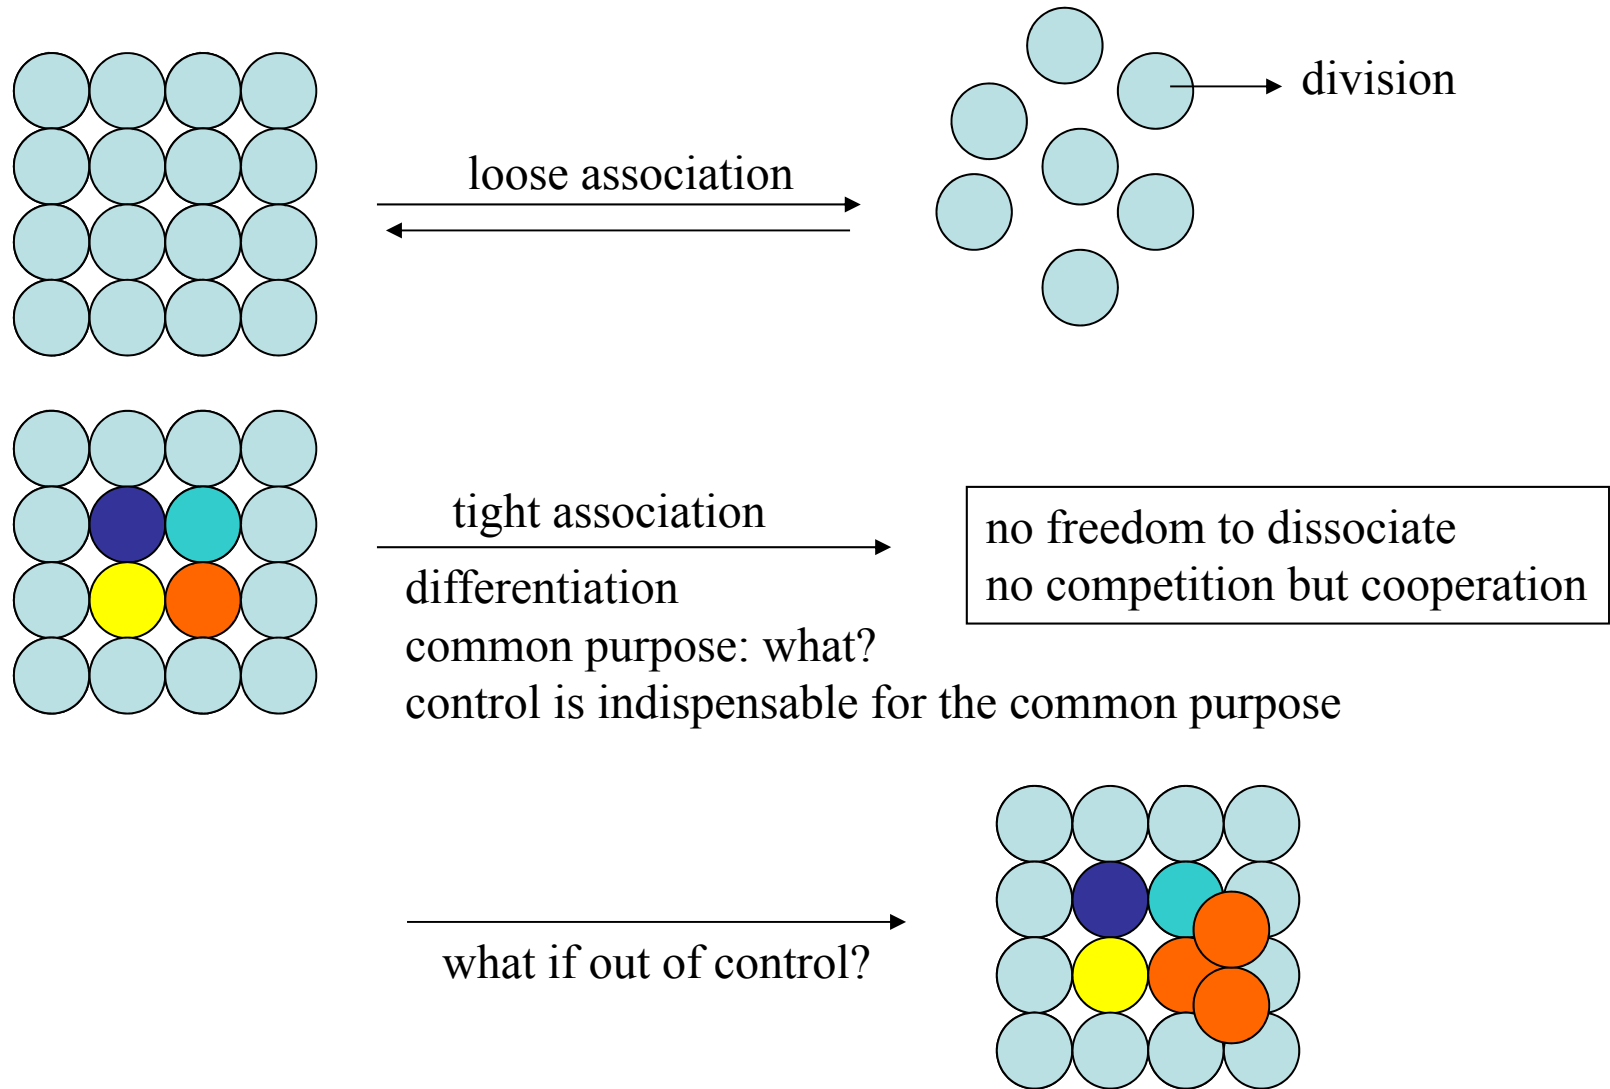 division
loose association
tight association
no freedom to dissociate
no competition but cooperation
differentiation
common purpose: what?
control is indispensable for the common purpose
what if out of control?